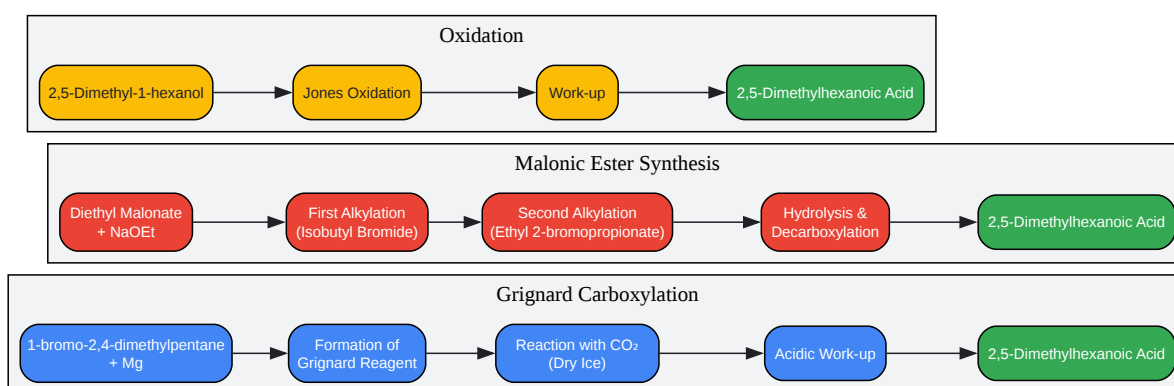 Oxidation
2,5-Dimethyl-1-hexanol
Jones Oxidation
Work-up
2,5-Dimethylhexanoic Acid
Malonic Ester Synthesis
Diethyl Malonate
+ NaOEt
First Alkylation
(Isobutyl Bromide)
Second Alkylation
(Ethyl 2-bromopropionate)
Hydrolysis &
Decarboxylation
2,5-Dimethylhexanoic Acid
Grignard Carboxylation
1-bromo-2,4-dimethylpentane
+ Mg
Formation of
Grignard Reagent
Reaction with CO₂
(Dry Ice)
Acidic Work-up
2,5-Dimethylhexanoic Acid